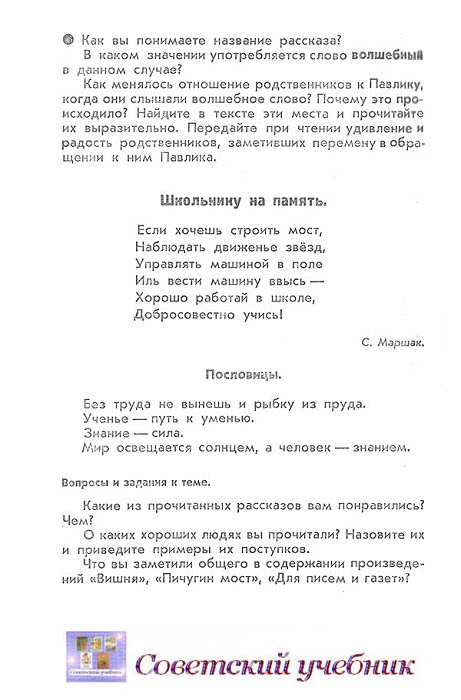 Как вы понимаете название рассказа?
В каком значении употребляется слово волшебный
в данном случае?
Как менялось отношение родственников к Павлику,
когда они слышали волшебное слово? Почему это про-
исходило? Найдите в тексте эти места и прочитайте
их выразительно. Передайте при чтении удивление и
радость родственников, заметивших перемену в обра-
щении к ним Павлика.
Школьнику на память.
Если хочешь строить мост,
Наблюдать движенье звёзд,
Управлять машиной в поле
Иль вести машину ввысь —
Хорошо работай в школе,
Добросовестно учись!
С. Маршак.
Пословицы.
Без труда не вынешь и рыбку из пруда.
Ученье — путь к уменью.
Знание — сила.
Мир освещается солнцем, а человек — знанием.
Вопросы и задания к теме.
Какие из прочитанных рассказов вам понравились?
Чем?
О каких хороших людях вы прочитали? Назовите их
и приведите примеры их поступков.
Что вы заметили общего в содержании произведе-
ний «Вишня», «Пичугин мост», «Для писем и газет»?
Советский учебник